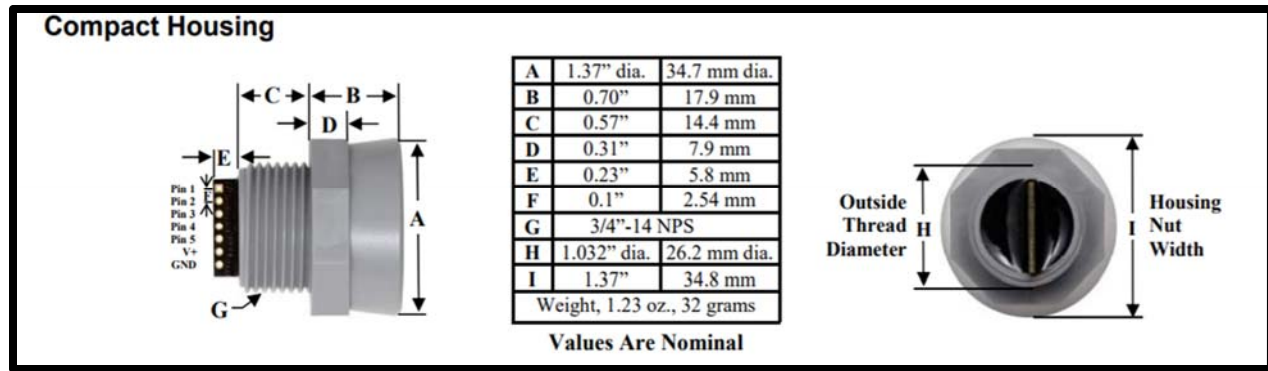 Compact Housing
C
B
D
E
Pin 1
Pin 2
Pin 3
Pin 4
Pin 5
V+
GND
A
G
A 1.37” dia. 34.7 mm dia.
B 0.70” 17.9 mm
C 0.57” 14.4 mm
D 0.31” 7.9 mm
E 0.23” 5.8 mm
F 0.1” 2.54 mm
G 3/4”-14 NPS
H 1.032” dia. 26.2 mm dia.
I 1.37” 34.8 mm
Weight, 1.23 oz., 32 grams
Values Are Nominal
Outside
Thread
Diameter
H
I
Housing
Nut
Width